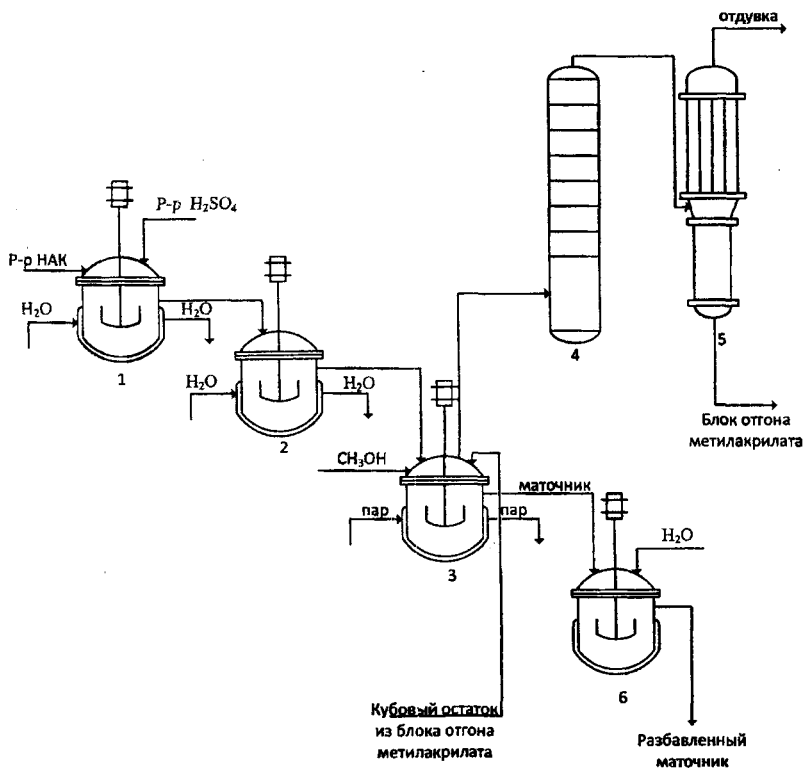 отдувка
Р-р H₂SO₄
Р-р НАК
H₂O
H₂O
1
H₂O
H₂O
2
4
5
Блок отгона
метилакрилата
CH₃OH
пар
пар
3
маточник
H₂O
6
Кубовый остаток
из блока отгона
метилакрилата
Разбавленный
маточник